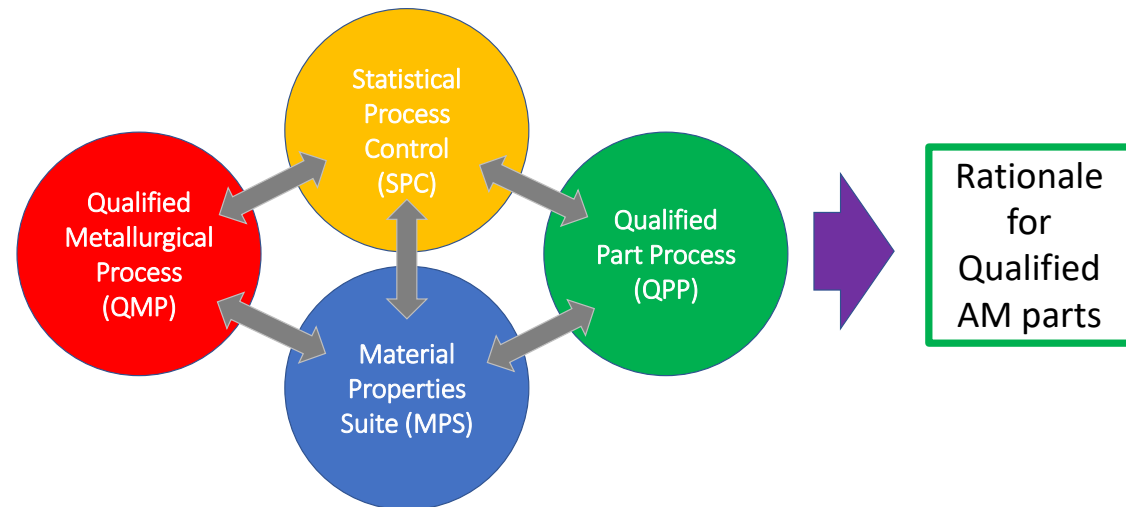 Statistical
Process
Control
(SPC)
Qualified
Metallurgical
Process
(QMP)
Qualified
Part Process
(QPP)
Material
Properties
Suite (MPS)
Rationale
for
Qualified
AM parts